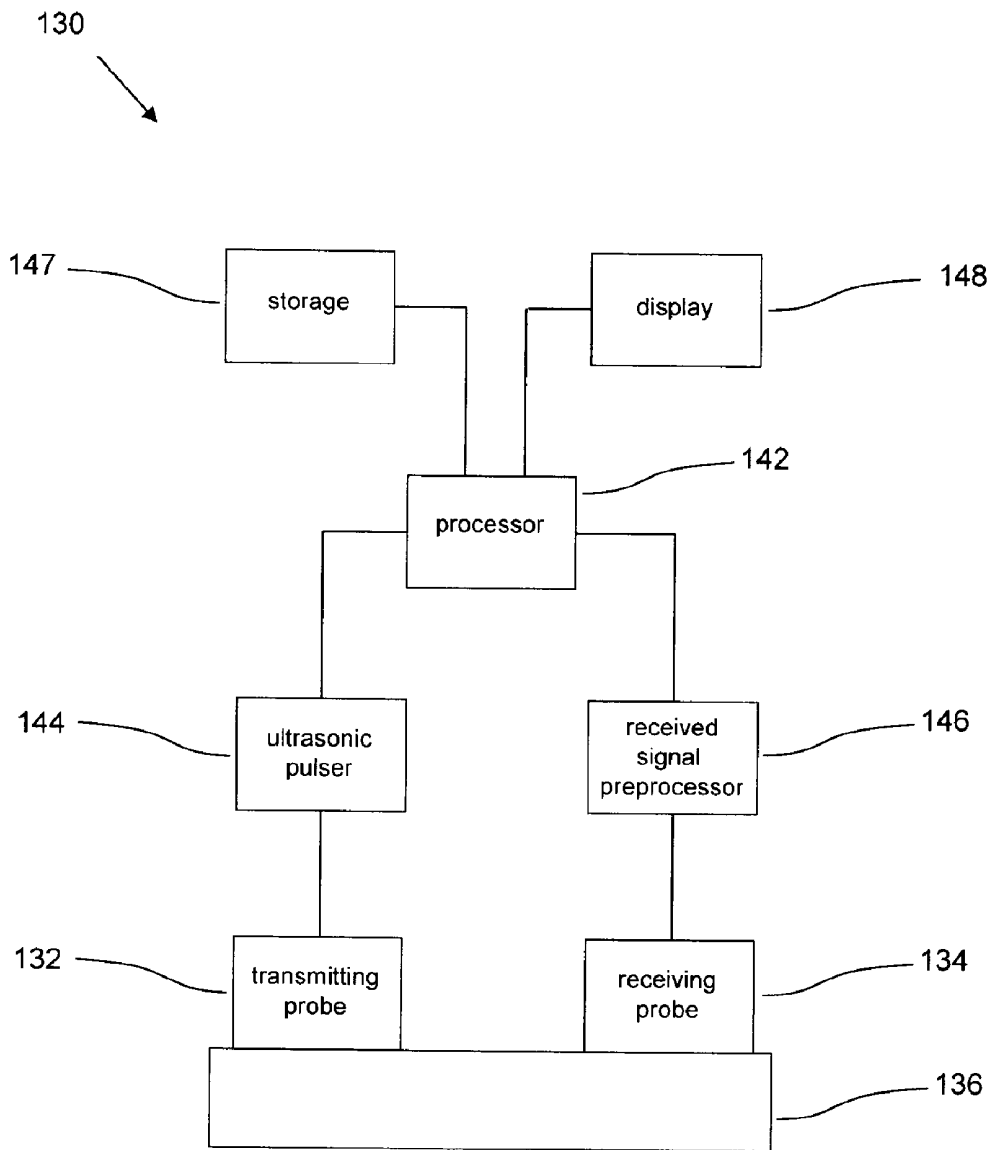 130
147
storage
display
148
142
processor
144
ultrasonic
pulser
received
signal
preprocessor
146
132
transmitting
probe
receiving
probe
134
136